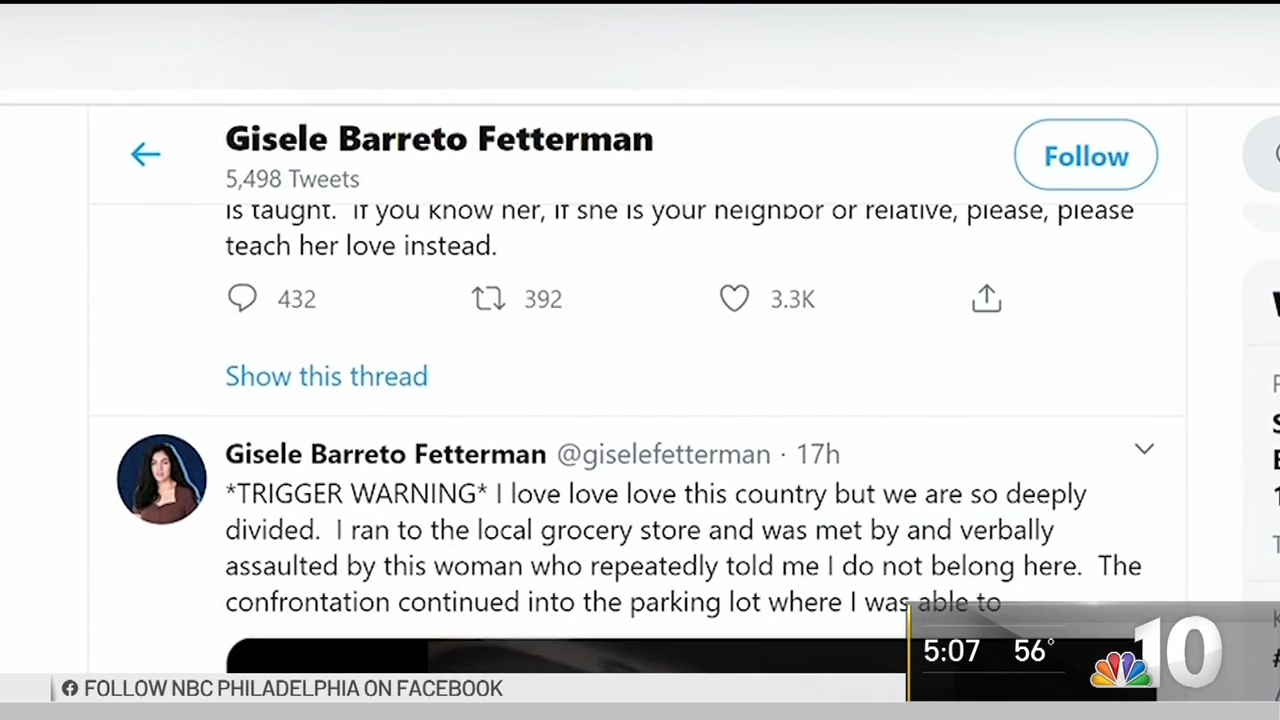 Gisele Barreto Fetterman
5,498 Tweets
Follow
is taught. If you know her, if she is your neighbor or relative, please, please
teach her love instead.
432 392 3.3K
Show this thread
Gisele Barreto Fetterman @giselefetterman · 17h
*TRIGGER WARNING* I love love love this country but we are so deeply
divided. I ran to the local grocery store and was met by and verbally
assaulted by this woman who repeatedly told me I do not belong here. The
confrontation continued into the parking lot where I was able to
5:07 56° 10
FOLLOW NBC PHILADELPHIA ON FACEBOOK